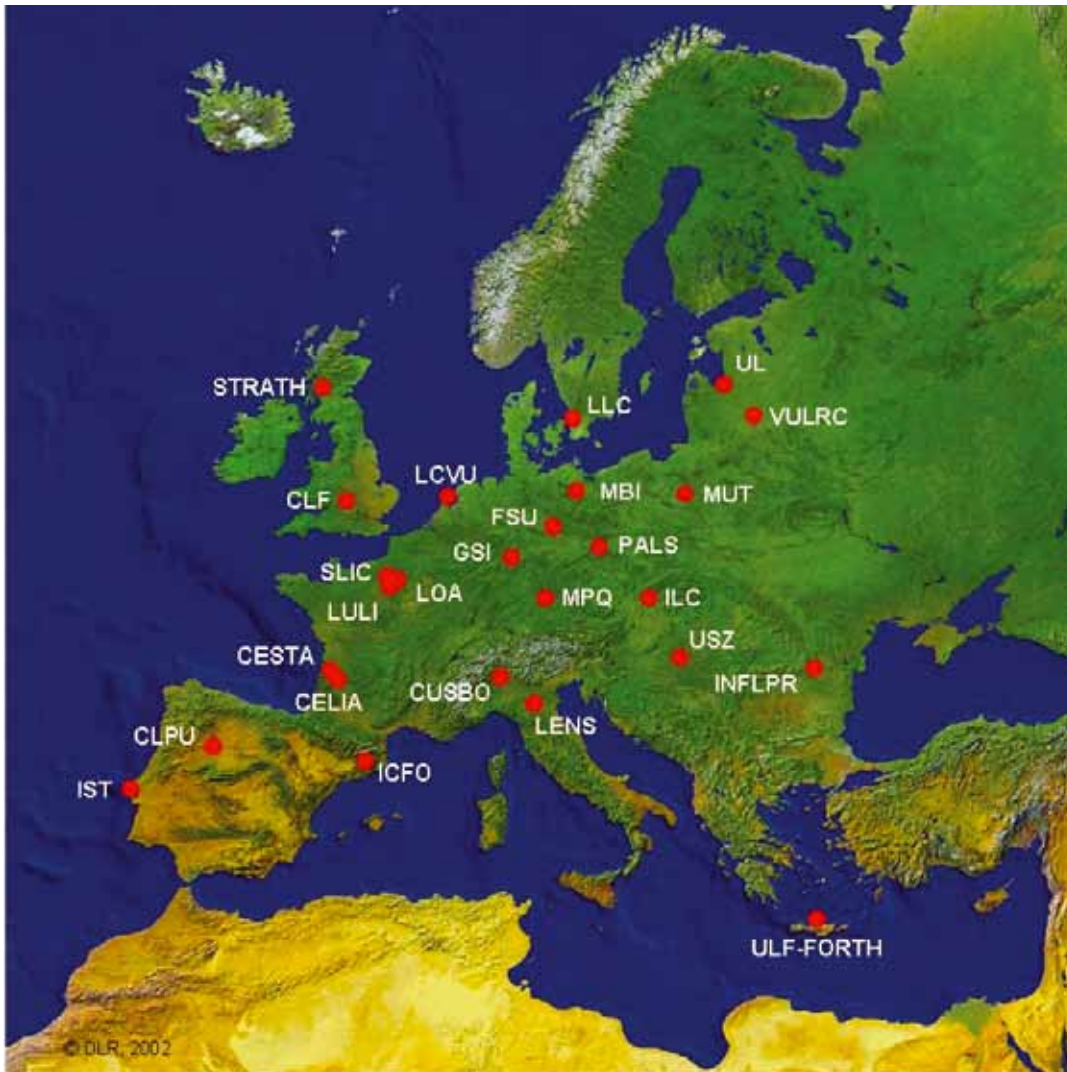 UL
STRATH
LLC
VULRC
LCVU
MBI
MUT
CLF
FSU
PALS
GSI
SLIC
LOA
MPQ
ILC
LULI
CESTA
USZ
INFLPR
CUSBO
CELIA
LENS
CLPU
ICFO
IST
ULF-FORTH
© DLR, 2002